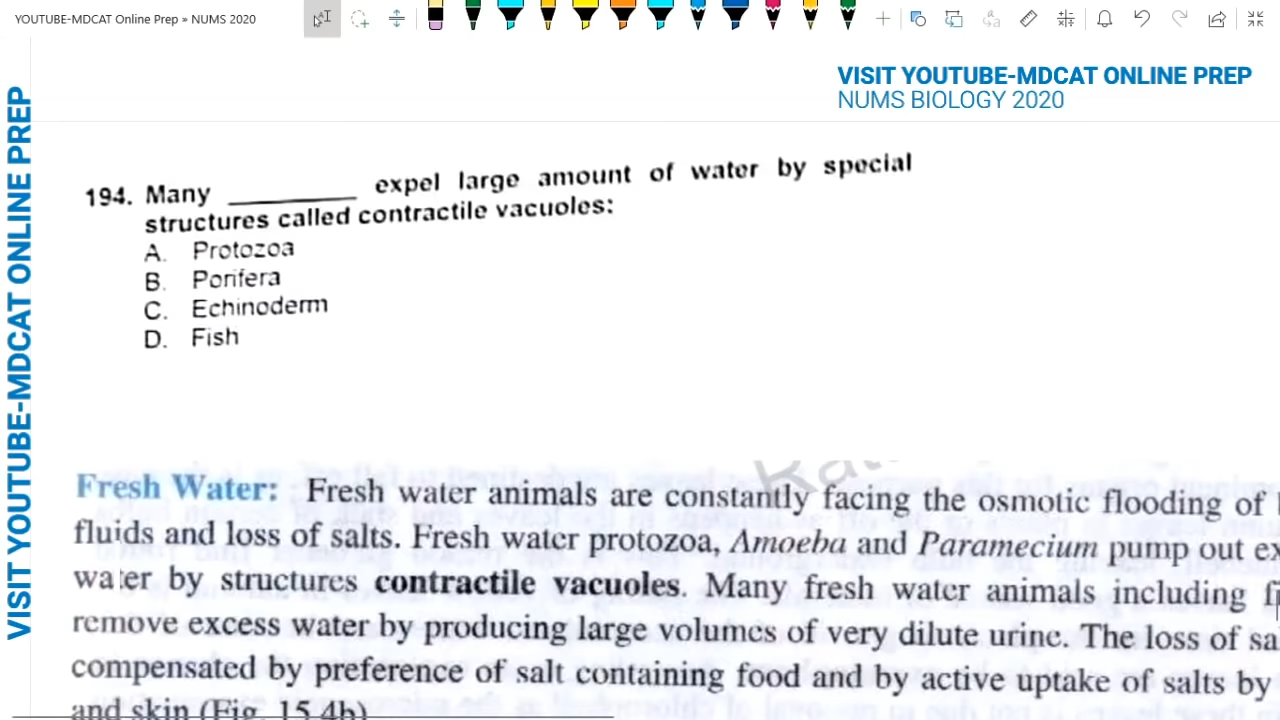 YOUTUBE-MDCAT Online Prep » NUMS 2020
VISIT YOUTUBE-MDCAT ONLINE PREP
NUMS BIOLOGY 2020
VISIT YOUTUBE-MDCAT ONLINE PREP
194. Many ________ expel large amount of water by special
structures called contractile vacuoles:
A. Protozoa
B. Porifera
C. Echinoderm
D. Fish
Fresh Water: Fresh water animals are constantly facing the osmotic flooding of
fluids and loss of salts. Fresh water protozoa, Amoeba and Paramecium pump out
water by structures contractile vacuoles. Many fresh water animals including
remove excess water by producing large volumes of very dilute urine. The loss of
compensated by preference of salt containing food and by active uptake of salts by
and skin (Fig. 15.4b)